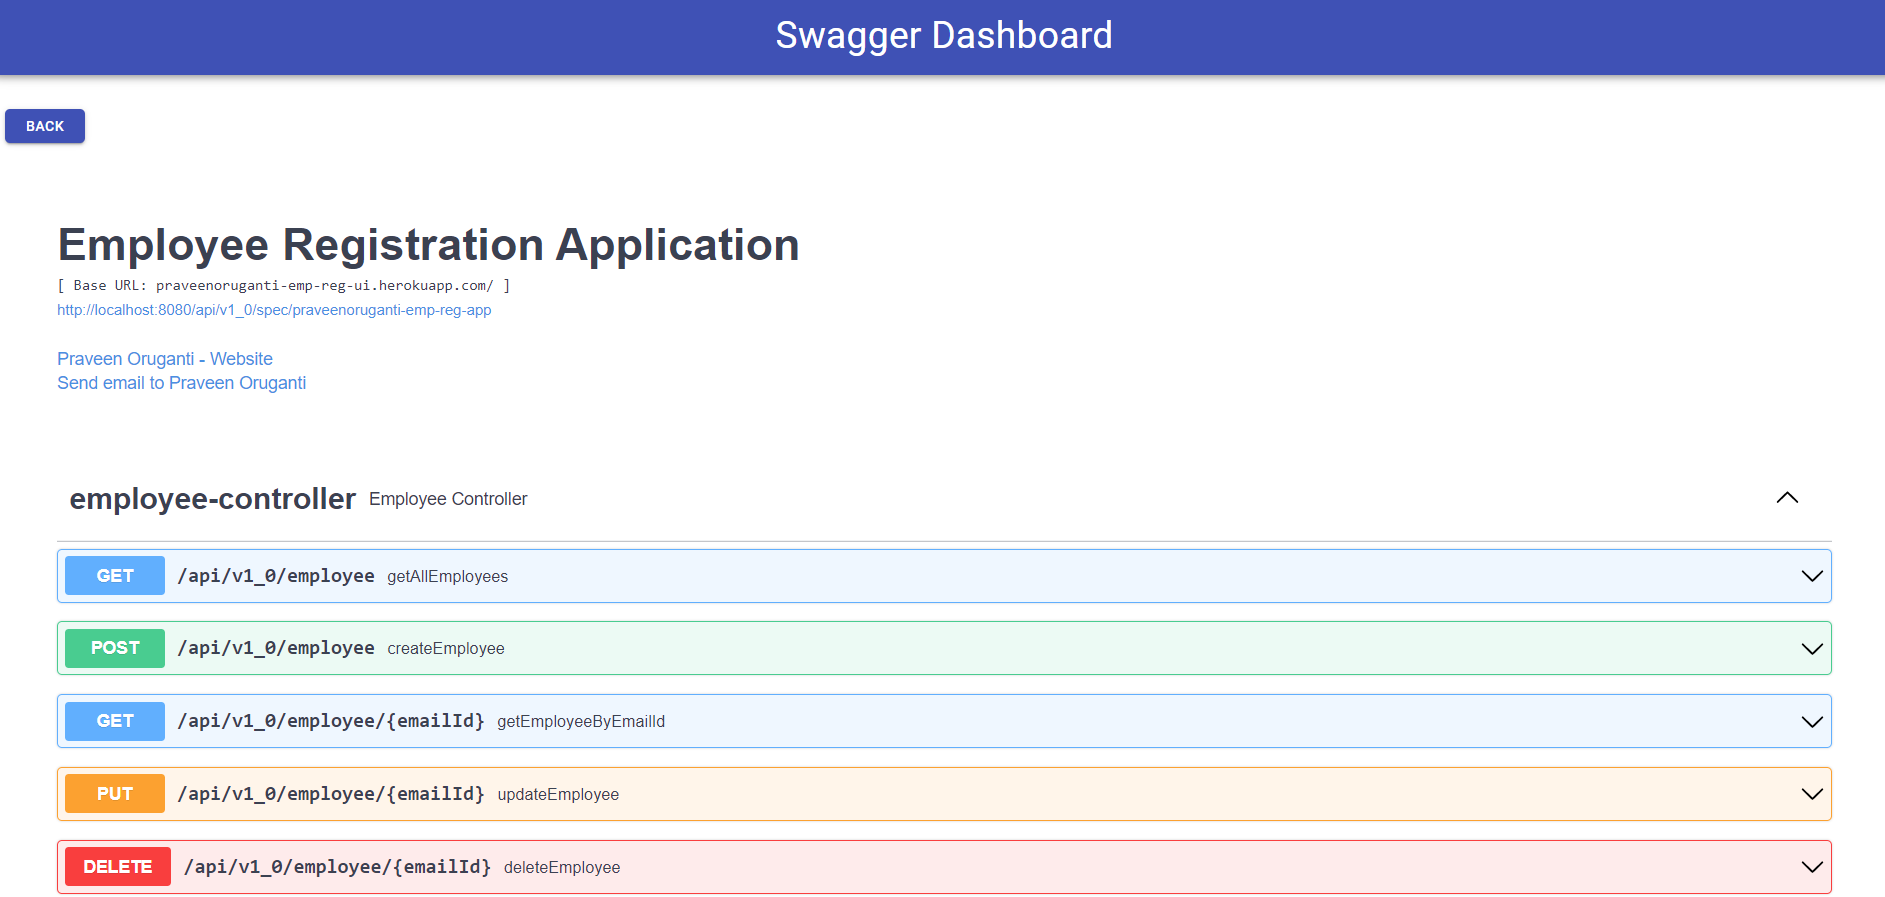 Swagger Dashboard
BACK
Employee Registration Application
[ Base URL: praveenoruganti-emp-reg-ui.herokuapp.com/ ]
http://localhost:8080/api/v1_0/spec/praveenoruganti-emp-reg-app
Praveen Oruganti - Website
Send email to Praveen Oruganti
employee-controller Employee Controller
GET /api/v1_0/employee getAllEmployees
POST /api/v1_0/employee createEmployee
GET /api/v1_0/employee/{emailId} getEmployeeByEmailId
PUT /api/v1_0/employee/{emailId} updateEmployee
DELETE /api/v1_0/employee/{emailId} deleteEmployee